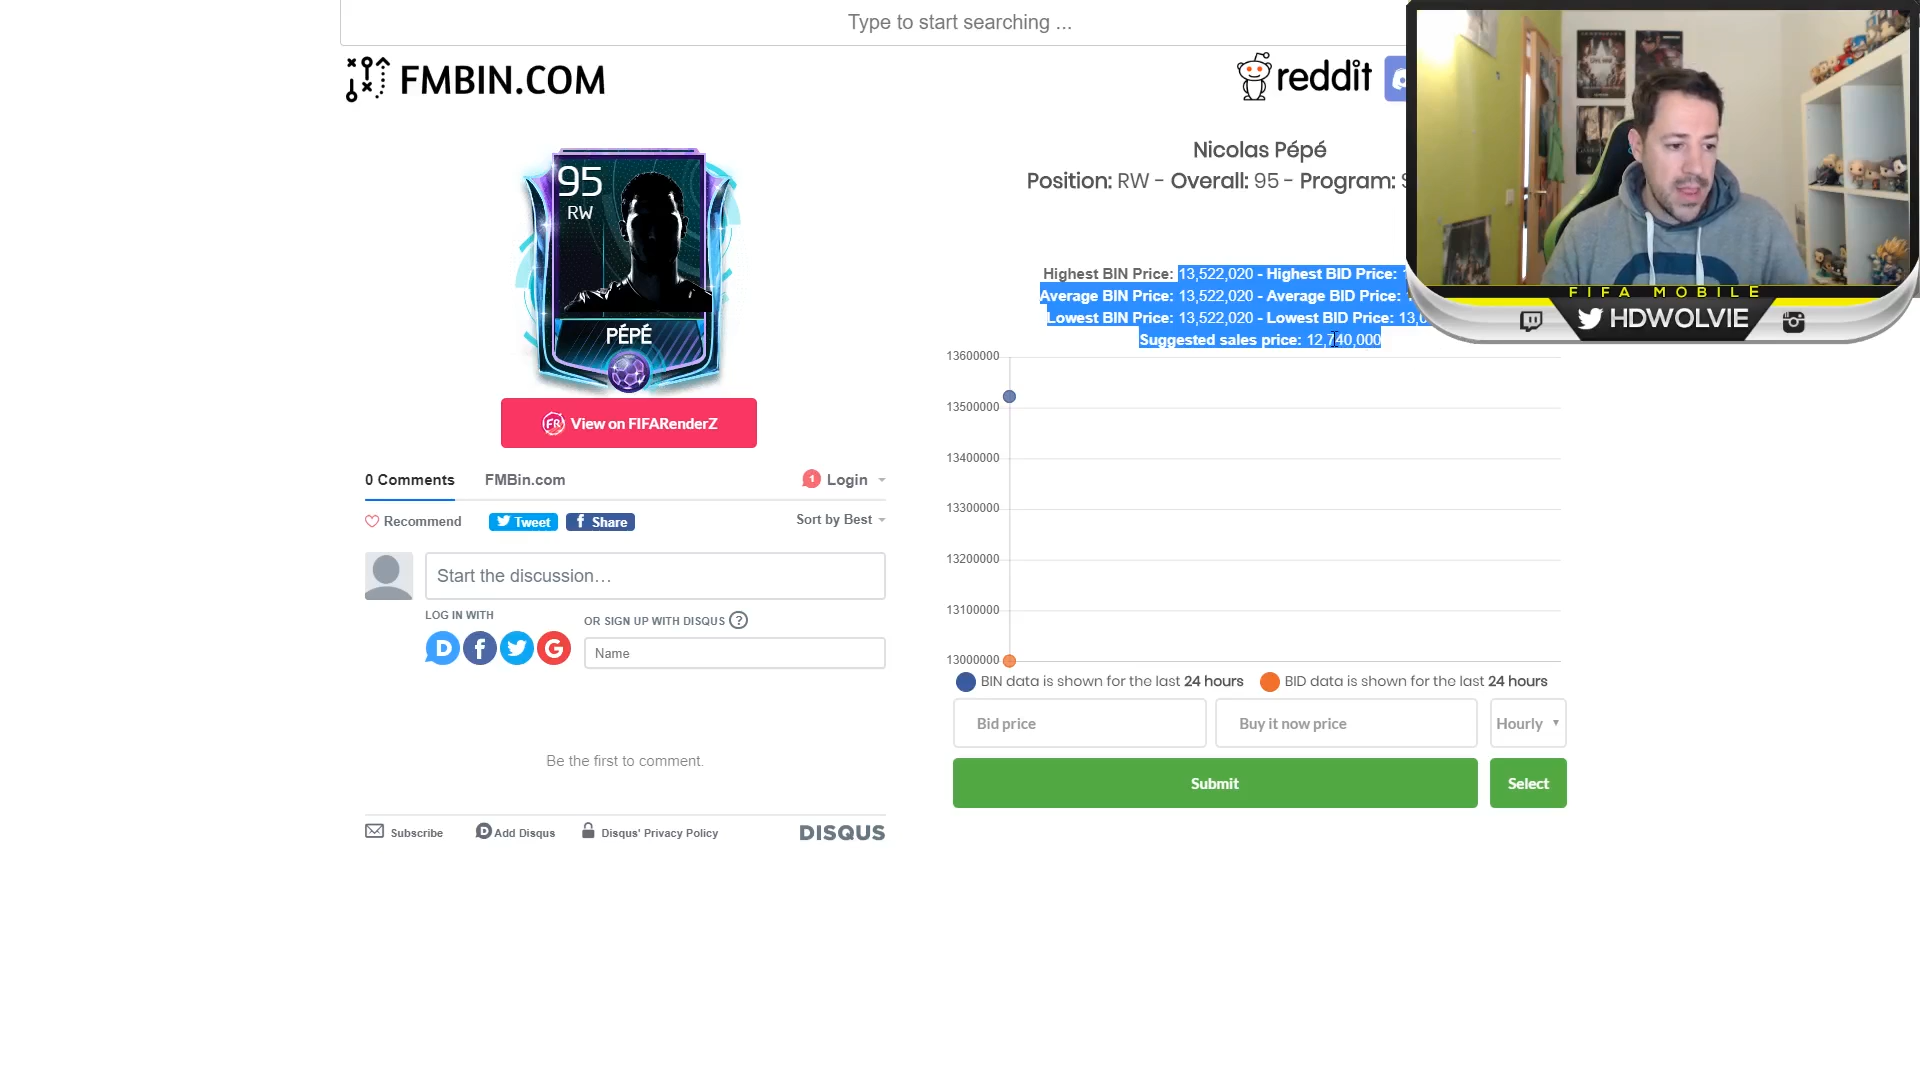 Type to start searching ...
FMBIN.COM
reddit
95
RW
PÉPÉ
View on FIFARenderZ
Nicolas Pépé
Position: RW - Overall: 95 - Program:
Highest BIN Price: 13,522,020 - Highest BID Price:
Average BIN Price: 13,522,020 - Average BID Price:
Lowest BIN Price: 13,522,020 - Lowest BID Price: 13,0
Suggested sales price: 12,740,000
FIFA MOBILE
HDWOLVIE
13600000
13500000
13400000
13300000
13200000
13100000
13000000
BIN data is shown for the last 24 hours
BID data is shown for the last 24 hours
Bid price
Buy it now price
Hourly
Submit
Select
0 Comments
FMBin.com
1
Login
Recommend
Tweet
Share
Sort by Best
Start the discussion…
LOG IN WITH
OR SIGN UP WITH DISQUS ?
Name
Be the first to comment.
Subscribe
Add Disqus
Disqus' Privacy Policy
DISQUS